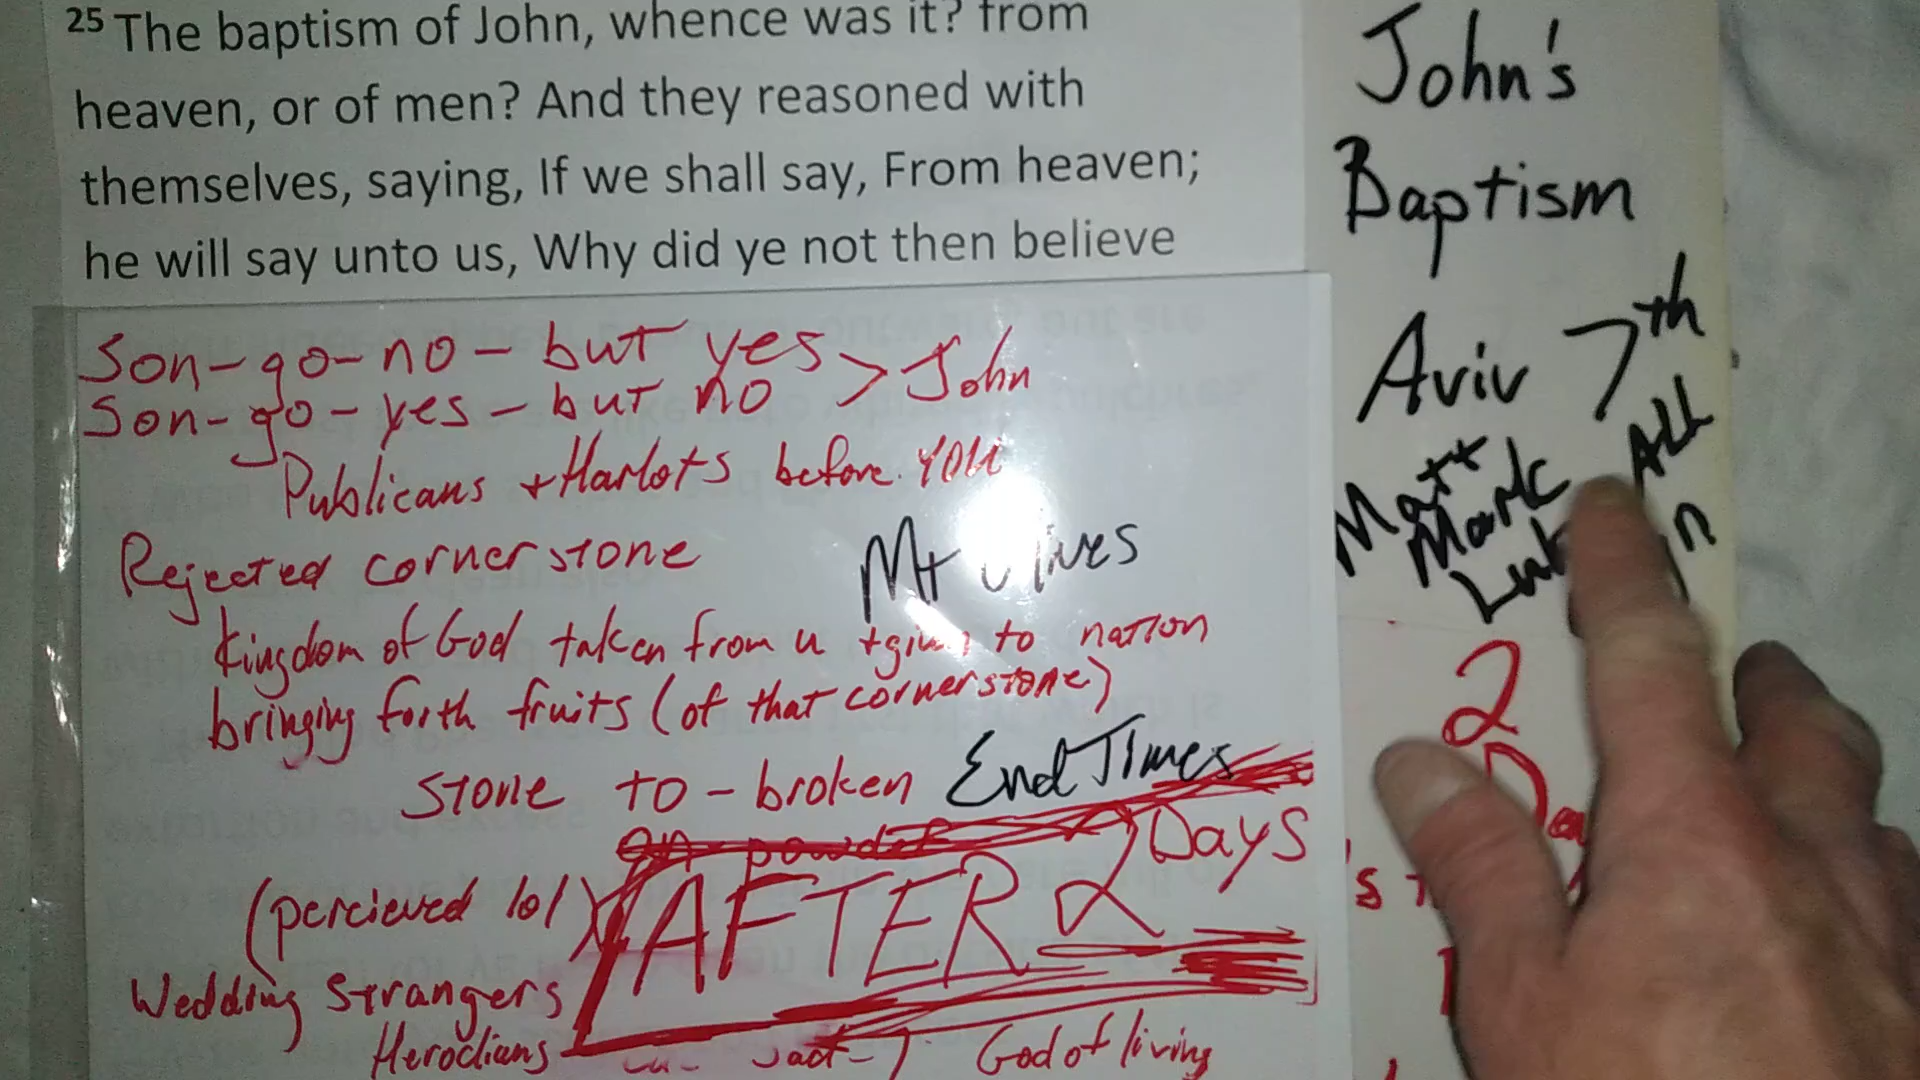 25 The baptism of John, whence was it? from
heaven, or of men? And they reasoned with
themselves, saying, If we shall say, From heaven;
he will say unto us, Why did ye not then believe
Son-go-no-but yes > John
Son-go-yes-but no
Publicans + Harlots before YOU
Rejected cornerstone
Mt Olives
Kingdom of God taken from u + given to nation
bringing forth fruits (of that cornerstone)
Stone to-broken End Times
on powder
(percieved lol) AFTER 2 Days
Wedding Strangers
Herodians
God of living
John's
Baptism
Aviv 7th
Matt
Mark
All
in
2